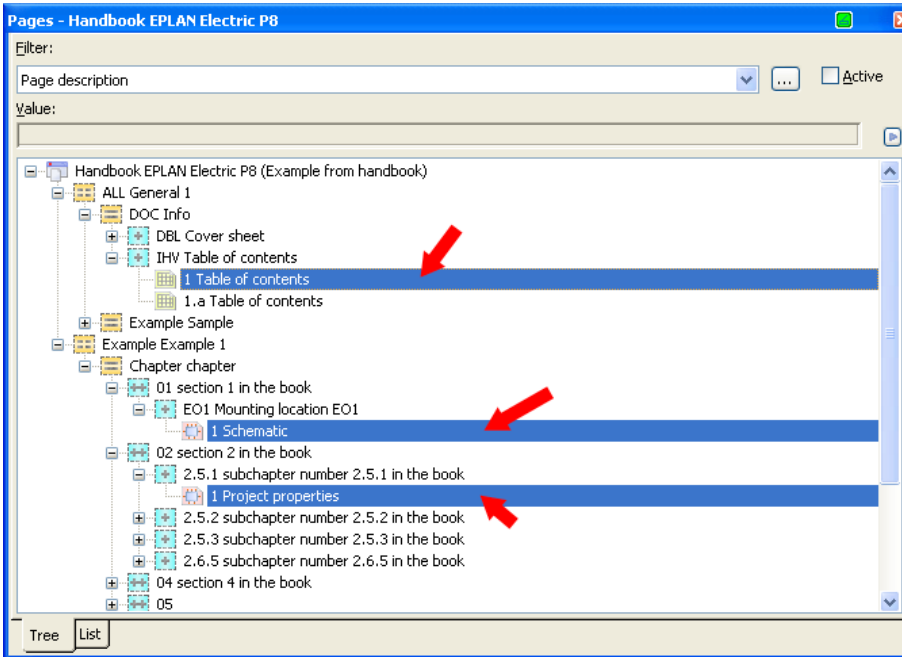 Pages - Handbook EPLAN Electric P8
Filter:
Page description
...
Active
Value:
Handbook EPLAN Electric P8 (Example from handbook)
ALL General 1
DOC Info
DBL Cover sheet
IHV Table of contents
1 Table of contents
1.a Table of contents
Example Sample
Example Example 1
Chapter chapter
01 section 1 in the book
EO1 Mounting location EO1
1 Schematic
02 section 2 in the book
2.5.1 subchapter number 2.5.1 in the book
1 Project properties
2.5.2 subchapter number 2.5.2 in the book
2.5.3 subchapter number 2.5.3 in the book
2.6.5 subchapter number 2.6.5 in the book
04 section 4 in the book
05
Tree
List